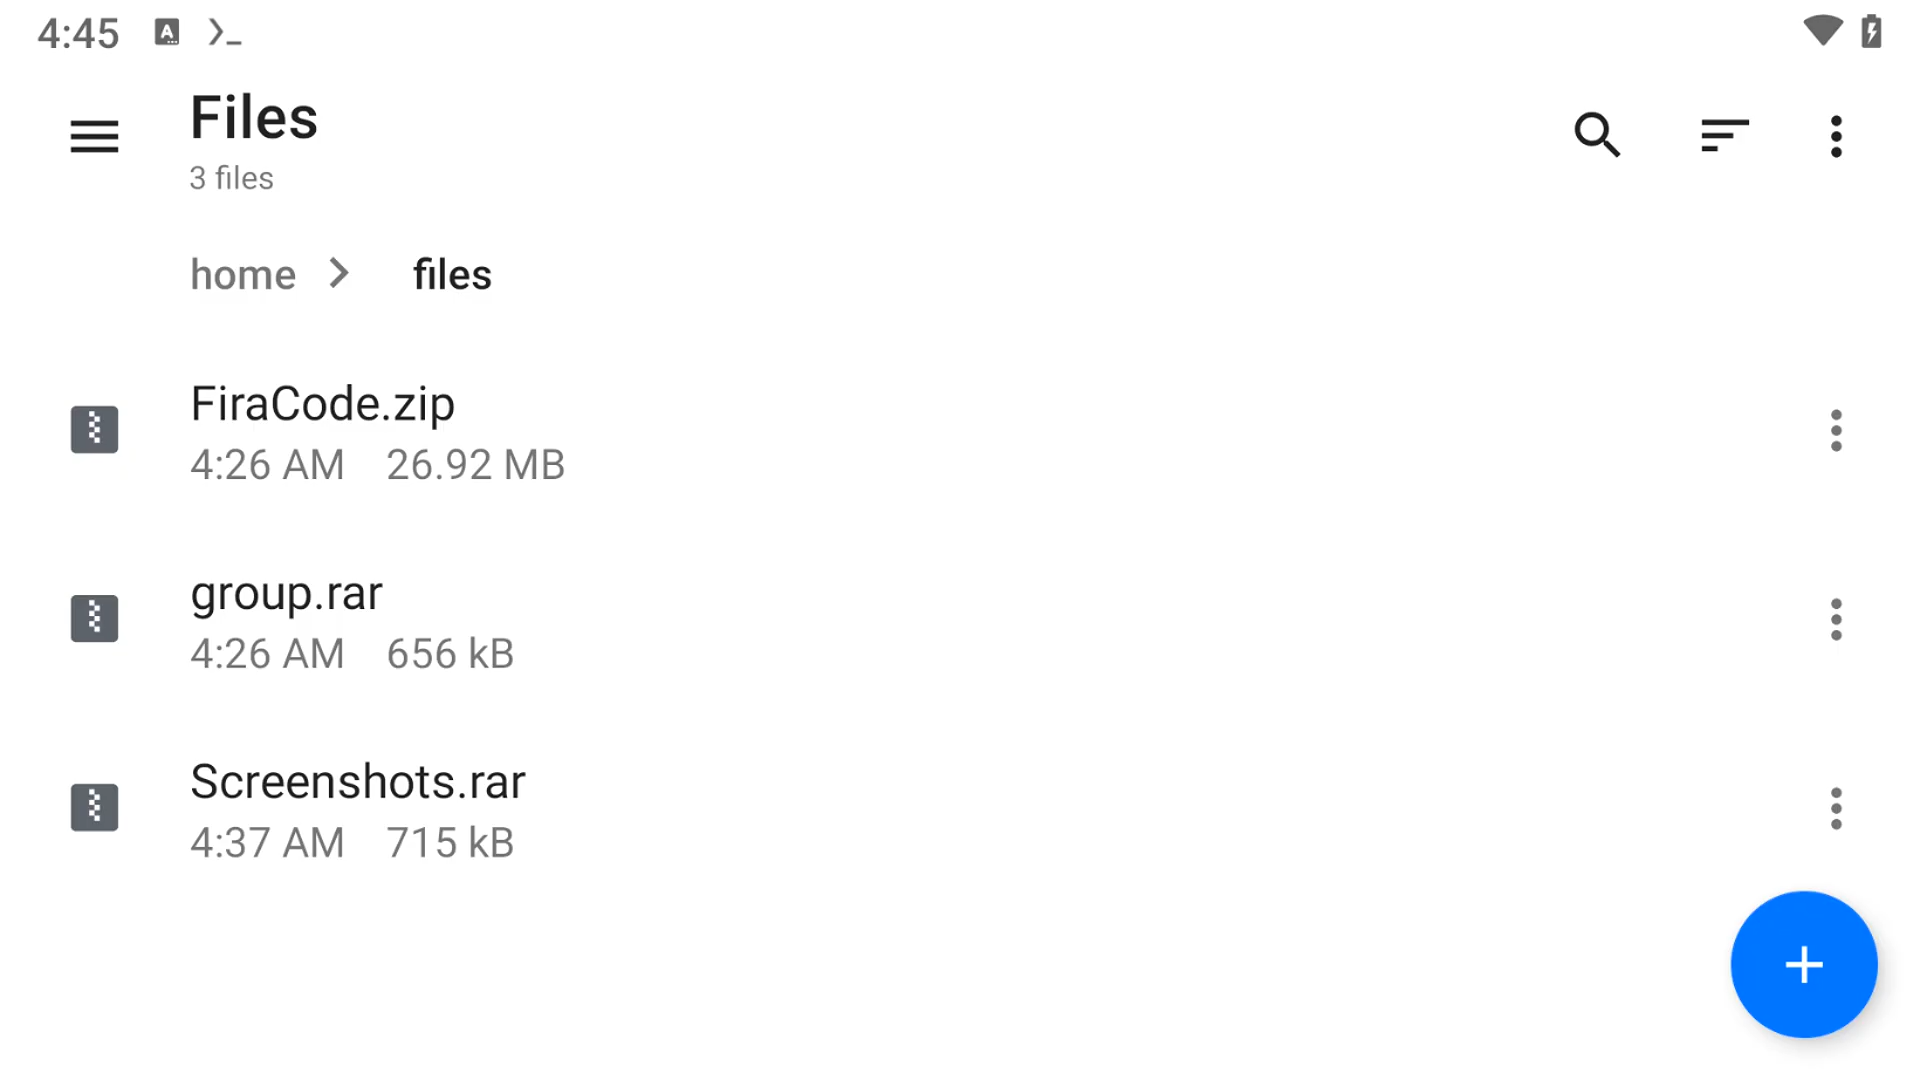 4:45
Files
3 files
home files
FiraCode.zip
4:26 AM 26.92 MB
group.rar
4:26 AM 656 kB
Screenshots.rar
4:37 AM 715 kB